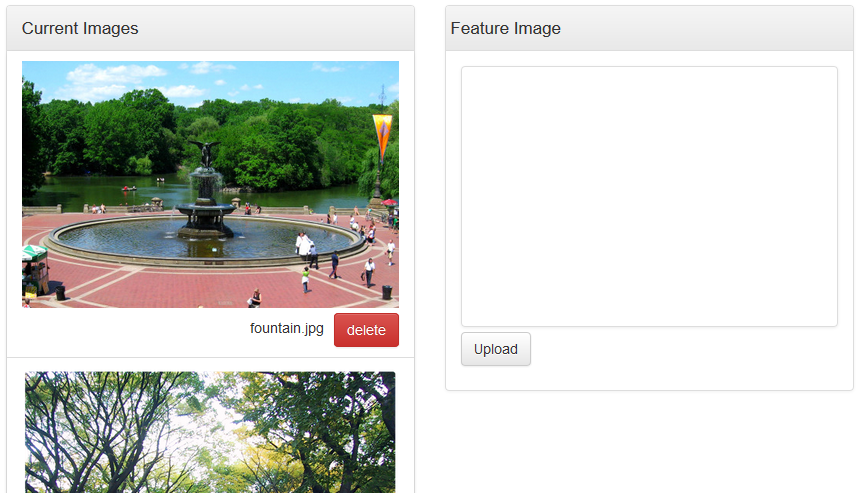 Current Images
fountain.jpg
delete
Feature Image
Upload